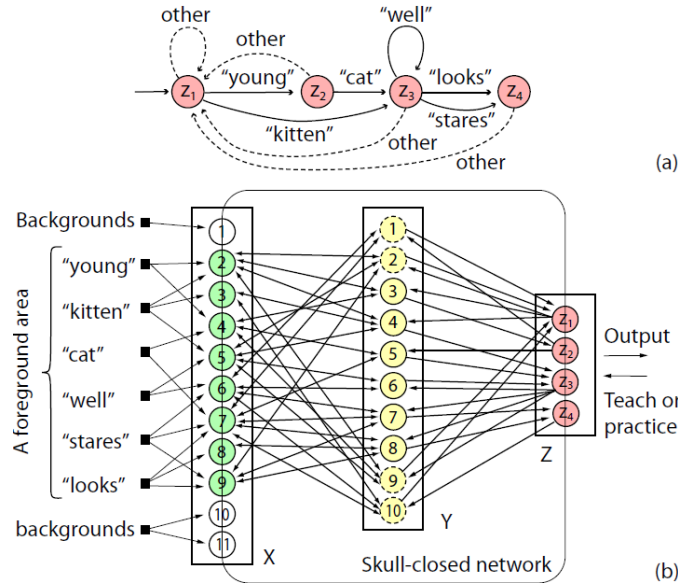 other
"well"
other
"young"
"cat"
"looks"
z1
z2
z3
z4
"kitten"
"stares"
other
other
(a)
Backgrounds
A foreground area
"young"
"kitten"
"cat"
"well"
"stares"
"looks"
backgrounds
1
2
3
4
5
6
7
8
9
10
11
X
1
2
3
4
5
6
7
8
9
10
Y
z1
z2
z3
z4
Z
Output
Teach or
practice
Skull-closed network
(b)